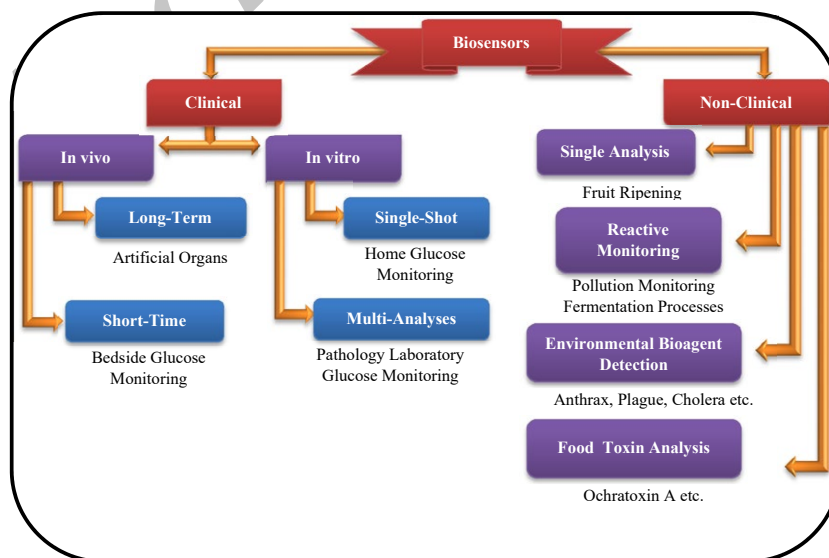 Biosensors
Clinical
Non-Clinical
In vivo
In vitro
Long-Term
Artificial Organs
Short-Time
Bedside Glucose
Monitoring
Single-Shot
Home Glucose
Monitoring
Multi-Analyses
Pathology Laboratory
Glucose Monitoring
Single Analysis
Fruit Ripening
Reactive
Monitoring
Pollution Monitoring
Fermentation Processes
Environmental Bioagent
Detection
Anthrax, Plague, Cholera etc.
Food Toxin Analysis
Ochratoxin A etc.